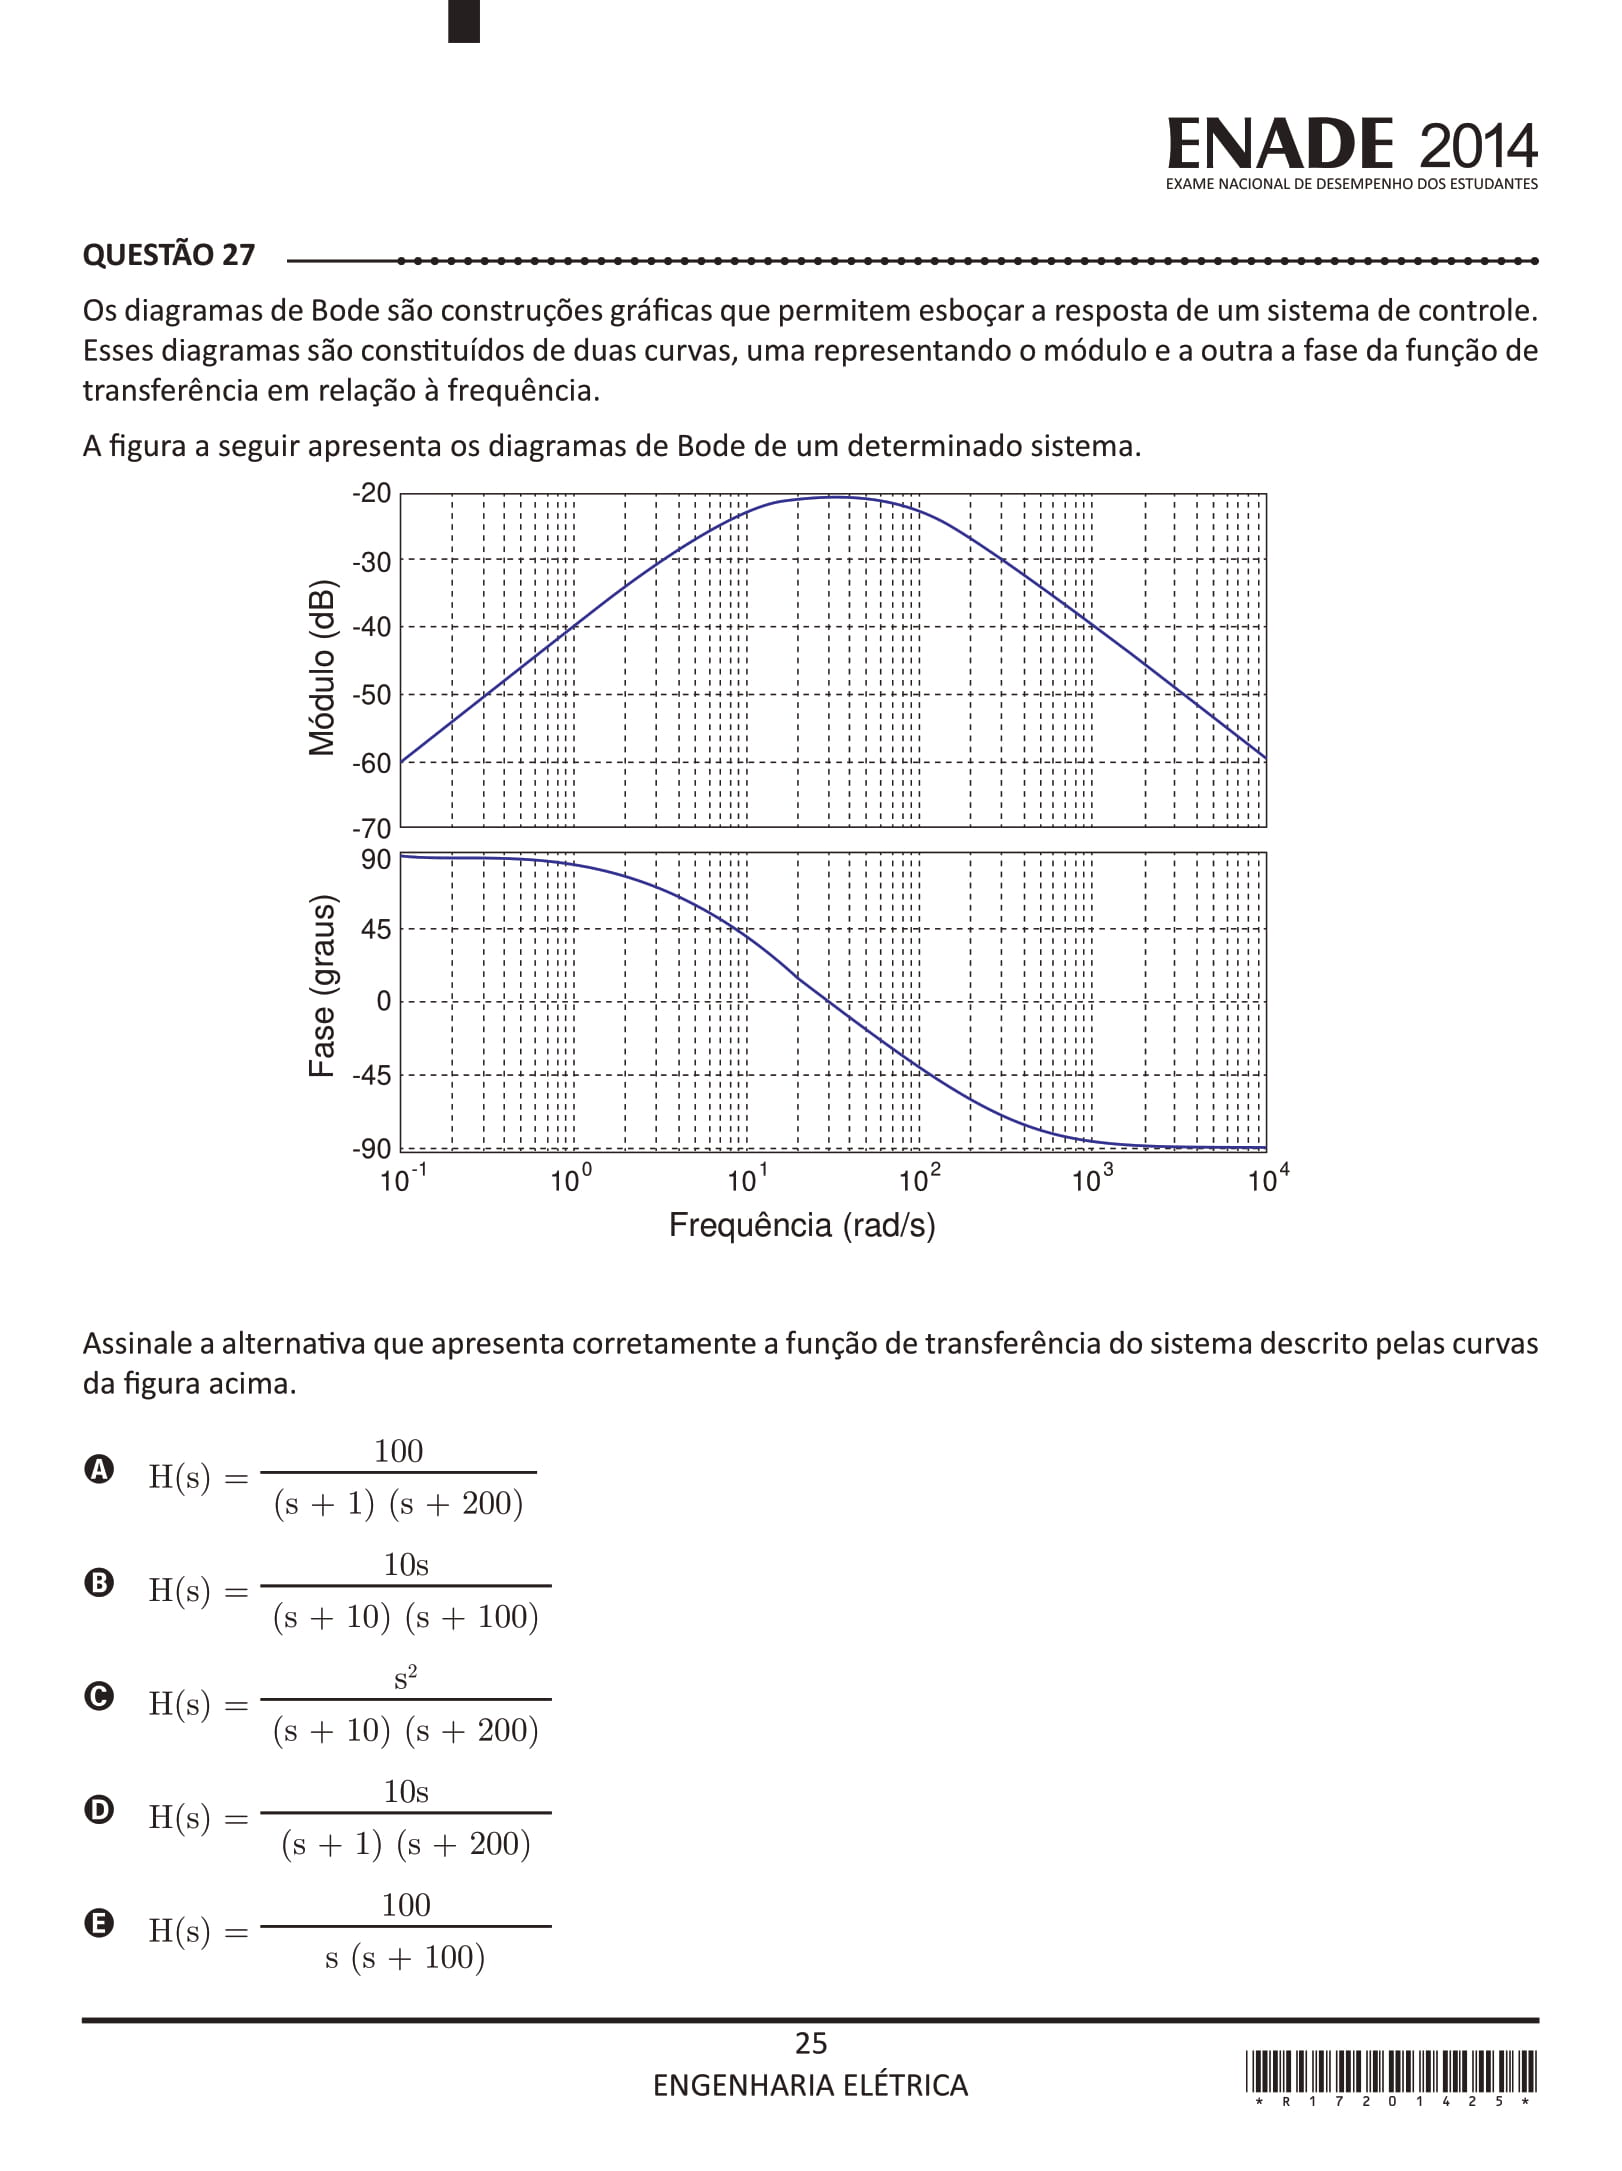 ENADE 2014
EXAME NACIONAL DE DESEMPENHO DOS ESTUDANTES
QUESTÃO 27
Os diagramas de Bode são construções gráficas que permitem esboçar a resposta de um sistema de controle.
Esses diagramas são constituídos de duas curvas, uma representando o módulo e a outra a fase da função de
transferência em relação à frequência.
A figura a seguir apresenta os diagramas de Bode de um determinado sistema.
Módulo (dB)
-20
-30
-40
-50
-60
-70
Fase (graus)
90
45
0
-45
-90
10^-1 10^0 10^1 10^2 10^3 10^4
Frequência (rad/s)
Assinale a alternativa que apresenta corretamente a função de transferência do sistema descrito pelas curvas
da figura acima.
A H(s) = 100 / (s + 1) (s + 200)
B H(s) = 10s / (s + 10) (s + 100)
C H(s) = s² / (s + 10) (s + 200)
D H(s) = 10s / (s + 1) (s + 200)
E H(s) = 100 / s (s + 100)
25
ENGENHARIA ELÉTRICA
* R 1 7 2 0 1 4 2 5 *